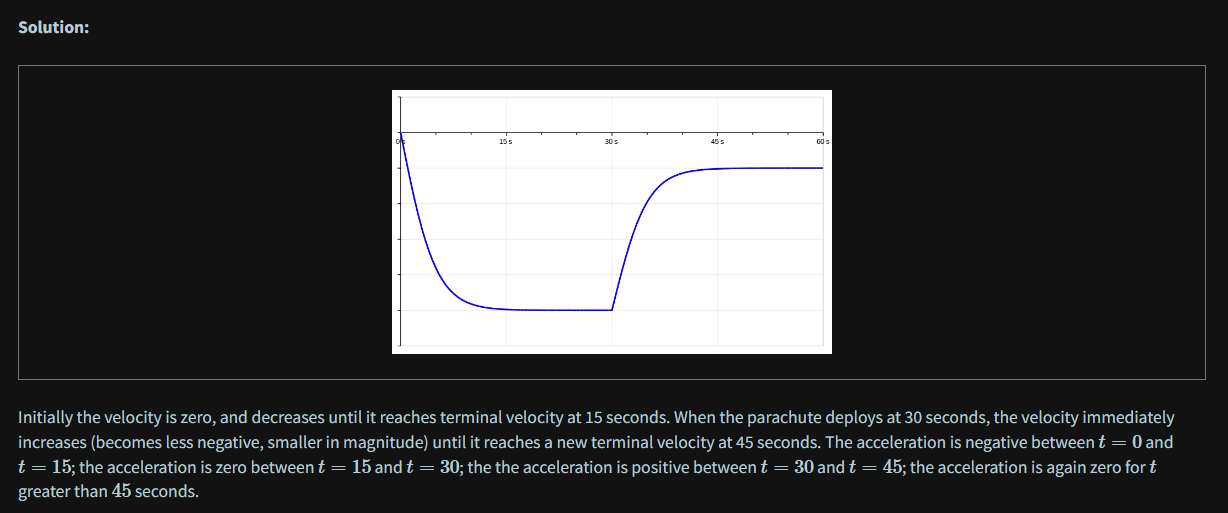 Solution:
0 s 15 s 30 s 45 s 60 s
Initially the velocity is zero, and decreases until it reaches terminal velocity at 15 seconds. When the parachute deploys at 30 seconds, the velocity immediately
increases (becomes less negative, smaller in magnitude) until it reaches a new terminal velocity at 45 seconds. The acceleration is negative between t = 0 and
t = 15; the acceleration is zero between t = 15 and t = 30; the the acceleration is positive between t = 30 and t = 45; the acceleration is again zero for t
greater than 45 seconds.